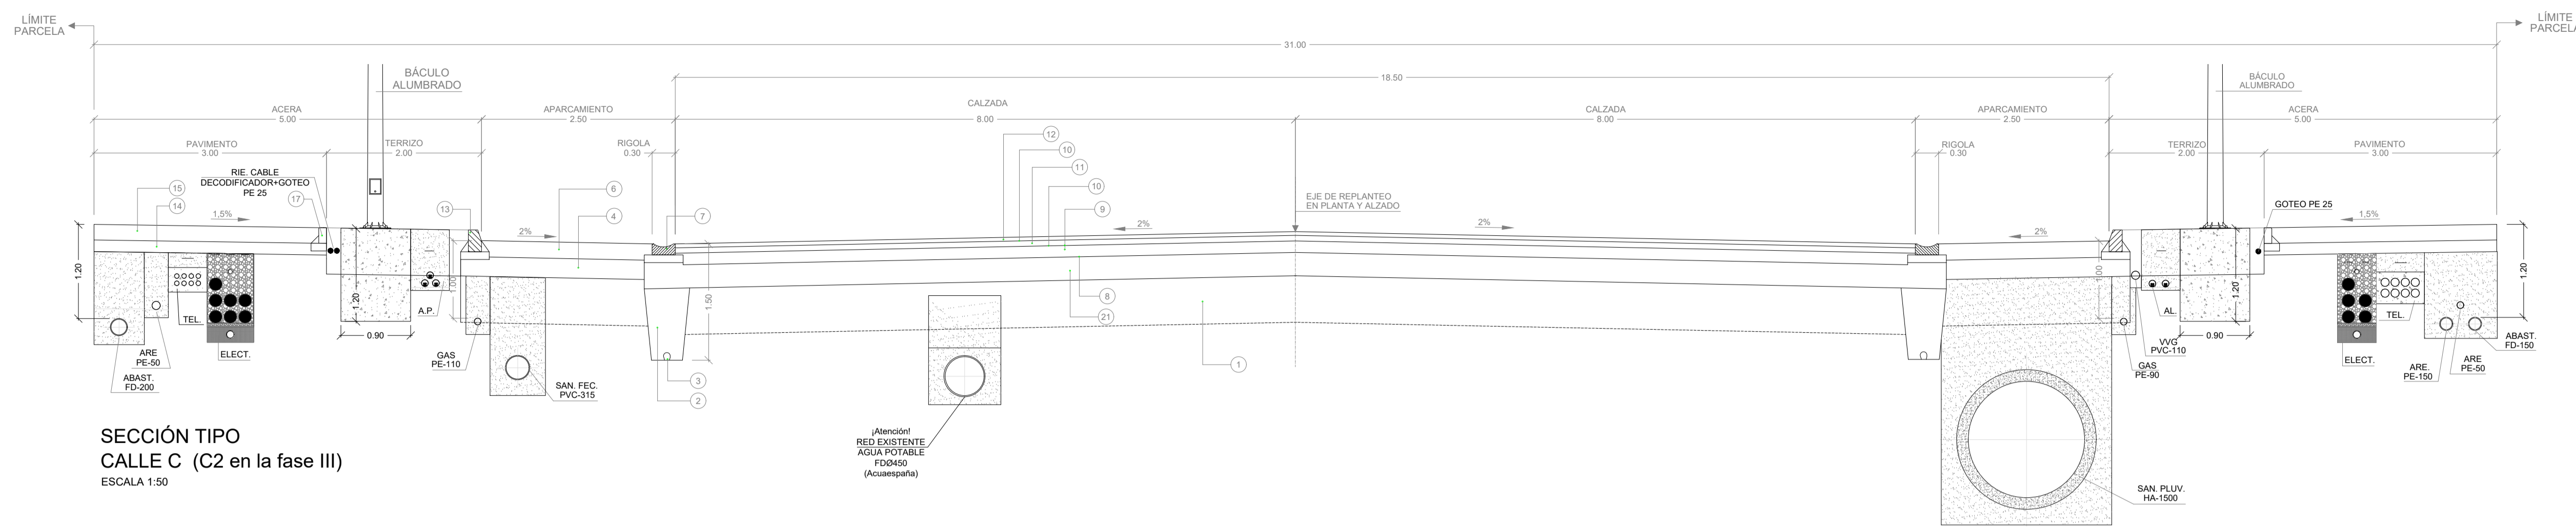 LÍMITE
PARCELA
LÍMITE
PARCELA
31.00
18.50
BÁCULO
ALUMBRADO
BÁCULO
ALUMBRADO
ACERA
5.00
APARCAMIENTO
2.50
CALZADA
8.00
CALZADA
8.00
APARCAMIENTO
2.50
ACERA
5.00
PAVIMENTO
3.00
TERRIZO
2.00
RIGOLA
0.30
RIGOLA
0.30
TERRIZO
2.00
PAVIMENTO
3.00
RIE. CABLE
DECODIFICADOR+GOTEO
PE 25
15
14
17
13
6
4
7
12
10
11
10
9
8
21
1
3
2
EJE DE REPLANTEO
EN PLANTA Y ALZADO
GOTEO PE 25
1,5%
2%
2%
2%
2%
1,5%
1.20
1.20
1.00
1.50
1.00
1.20
1.20
0.90
0.90
TEL.
ELECT.
A.P.
ARE
PE-50
ABAST.
FD-200
GAS
PE-110
SAN. FEC.
PVC-315
¡Atención!
RED EXISTENTE
AGUA POTABLE
FDØ450
(Acuaespaña)
AL.
VVG
PVC-110
GAS
PE-90
SAN. PLUV.
HA-1500
TEL.
ELECT.
ARE.
PE-150
ARE
PE-50
ABAST.
FD-150
SECCIÓN TIPO
CALLE C (C2 en la fase III)
ESCALA 1:50